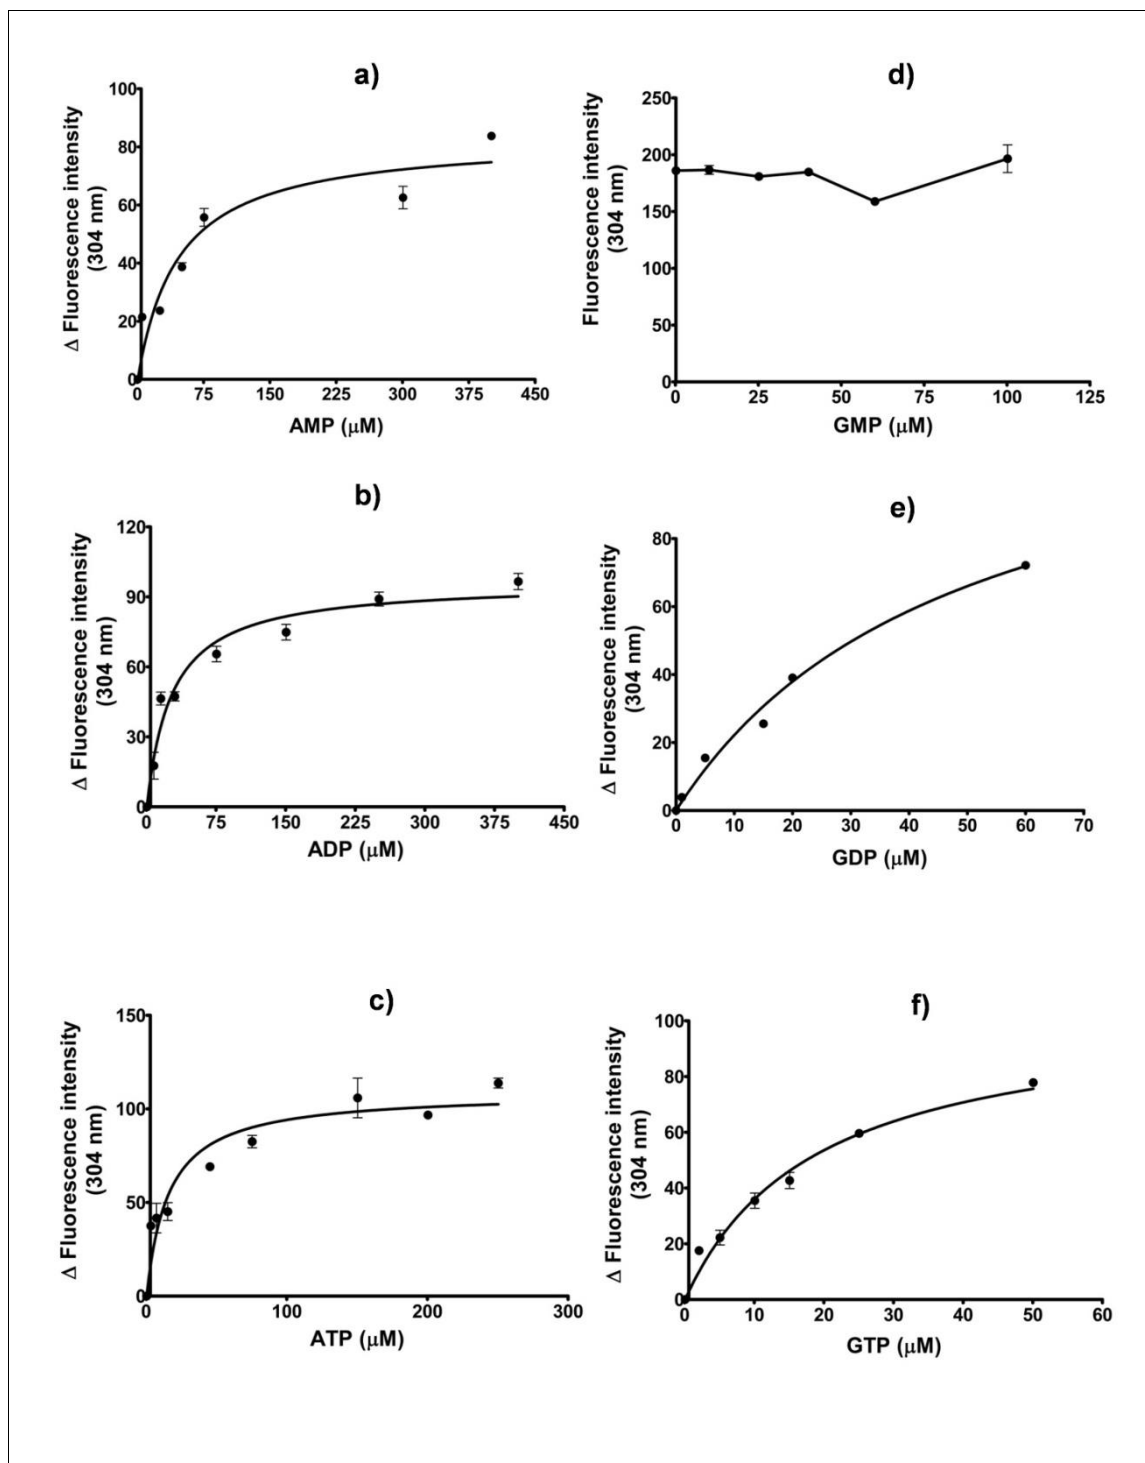 a)
Δ Fluorescence intensity
(304 nm)
100
80
60
40
20
0
0 75 150 225 300 375 450
AMP (μM)
d)
Fluorescence intensity
(304 nm)
250
200
150
100
50
0
0 25 50 75 100 125
GMP (μM)
b)
Δ Fluorescence intensity
(304 nm)
120
90
60
30
0
0 75 150 225 300 375 450
ADP (μM)
e)
Δ Fluorescence intensity
(304 nm)
80
60
40
20
0
0 10 20 30 40 50 60 70
GDP (μM)
c)
Δ Fluorescence intensity
(304 nm)
150
100
50
0
0 100 200 300
ATP (μM)
f)
Δ Fluorescence intensity
(304 nm)
100
80
60
40
20
0
0 10 20 30 40 50 60
GTP (μM)